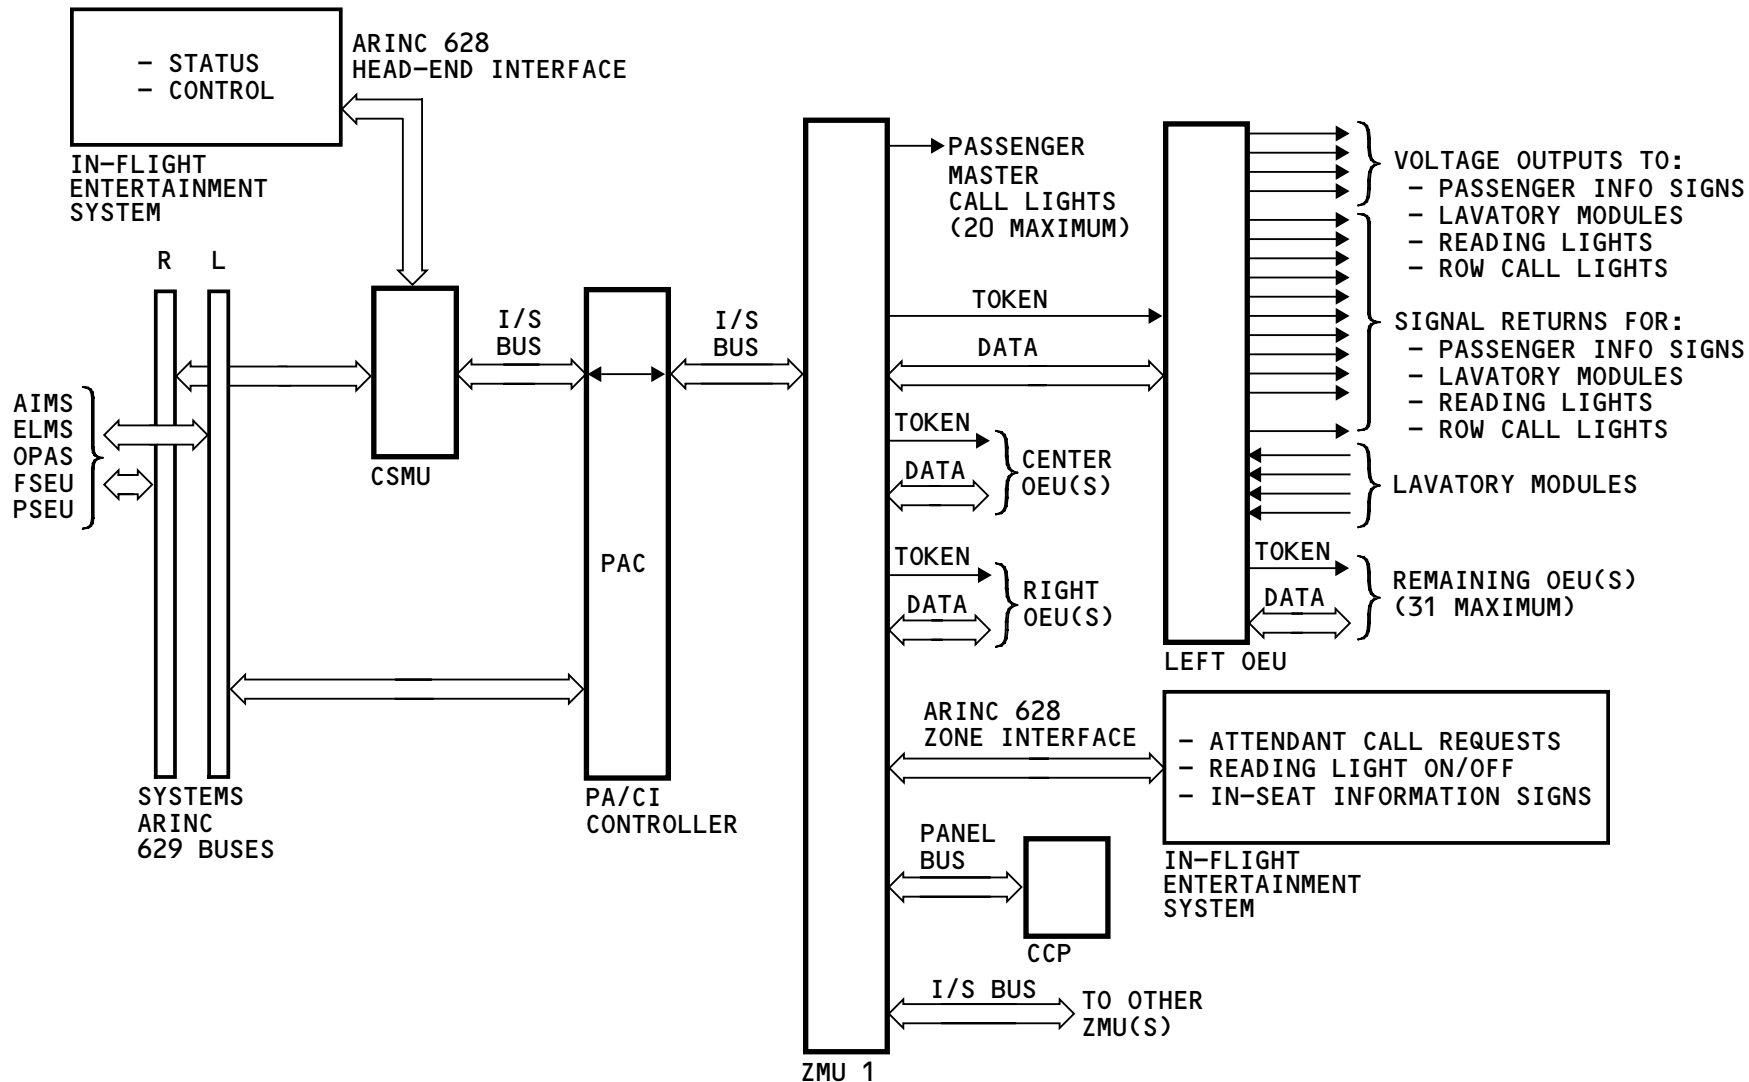 – STATUS
– CONTROL
ARINC 628
HEAD–END INTERFACE
IN–FLIGHT
ENTERTAINMENT
SYSTEM
R
L
AIMS
ELMS
OPAS
FSEU
PSEU
SYSTEMS
ARINC
629 BUSES
CSMU
I/S
BUS
PAC
PA/CI
CONTROLLER
I/S
BUS
ZMU 1
PASSENGER
MASTER
CALL LIGHTS
(20 MAXIMUM)
TOKEN
DATA
TOKEN
DATA
CENTER
OEU(S)
TOKEN
DATA
RIGHT
OEU(S)
ARINC 628
ZONE INTERFACE
PANEL
BUS
CCP
I/S BUS
TO OTHER
ZMU(S)
LEFT OEU
VOLTAGE OUTPUTS TO:
– PASSENGER INFO SIGNS
– LAVATORY MODULES
– READING LIGHTS
– ROW CALL LIGHTS
SIGNAL RETURNS FOR:
– PASSENGER INFO SIGNS
– LAVATORY MODULES
– READING LIGHTS
– ROW CALL LIGHTS
LAVATORY MODULES
TOKEN
DATA
REMAINING OEU(S)
(31 MAXIMUM)
– ATTENDANT CALL REQUESTS
– READING LIGHT ON/OFF
– IN–SEAT INFORMATION SIGNS
IN–FLIGHT
ENTERTAINMENT
SYSTEM